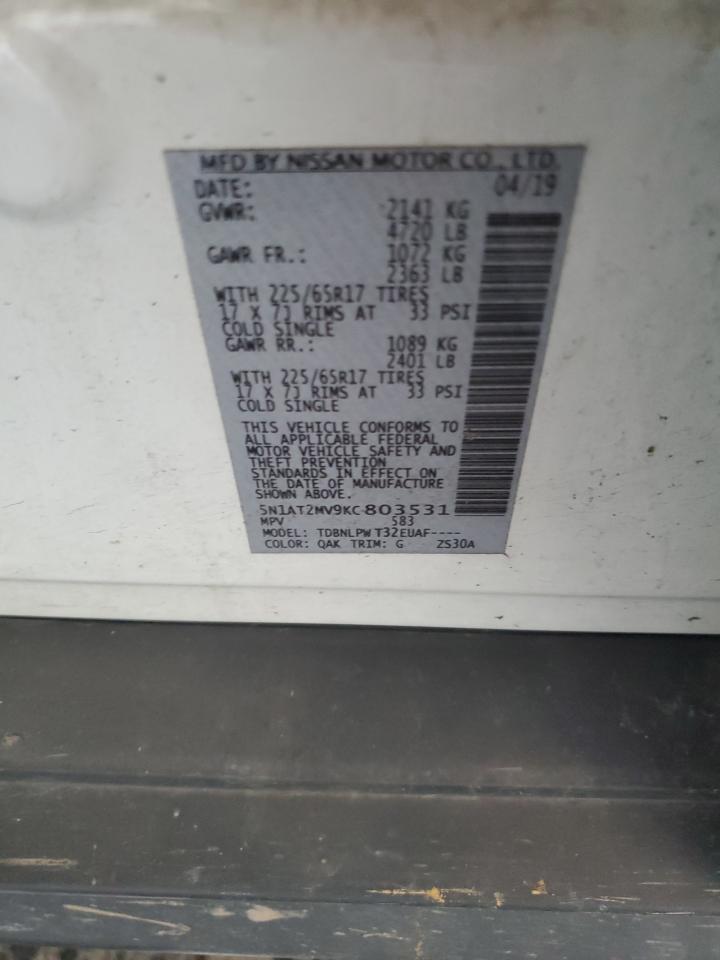 MFD BY NISSAN MOTOR CO., LTD.
DATE: 04/19
GVWR: 2141 KG
4720 LB
GAWR FR.: 1072 KG
2363 LB
WITH 225/65R17 TIRES
17 X 7J RIMS AT 33 PSI
COLD SINGLE
GAWR RR.: 1089 KG
2401 LB
WITH 225/65R17 TIRES
17 X 7J RIMS AT 33 PSI
COLD SINGLE
THIS VEHICLE CONFORMS TO
ALL APPLICABLE FEDERAL
MOTOR VEHICLE SAFETY AND
THEFT PREVENTION
STANDARDS IN EFFECT ON
THE DATE OF MANUFACTURE
SHOWN ABOVE.
5N1AT2MV9KC803531
MPV 583
MODEL: TDBNLPW T32EUAF----
COLOR: QAK TRIM: G ZS30A